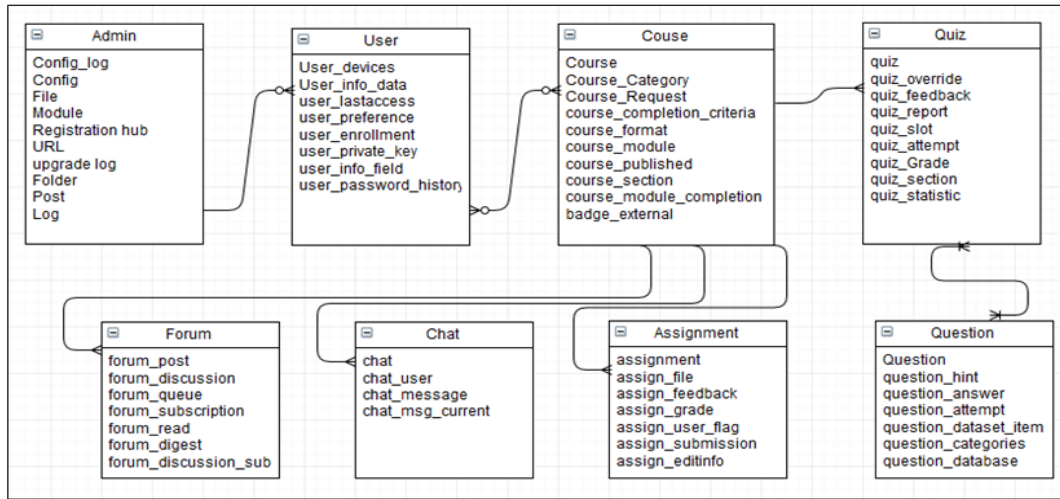 Admin
Config_log
Config
File
Module
Registration hub
URL
upgrade log
Folder
Post
Log
User
User_devices
User_info_data
user_lastaccess
user_preference
user_enrollment
user_private_key
user_info_field
user_password_history
Couse
Course
Course_Category
Course_Request
course_completion_criteria
course_format
course_module
course_published
course_section
course_module_completion
badge_external
Quiz
quiz
quiz_override
quiz_feedback
quiz_report
quiz_slot
quiz_attempt
quiz_Grade
quiz_section
quiz_statistic
Forum
forum_post
forum_discussion
forum_queue
forum_subscription
forum_read
forum_digest
forum_discussion_sub
Chat
chat
chat_user
chat_message
chat_msg_current
Assignment
assignment
assign_file
assign_feedback
assign_grade
assign_user_flag
assign_submission
assign_editinfo
Question
Question
question_hint
question_answer
question_attempt
question_dataset_item
question_categories
question_database